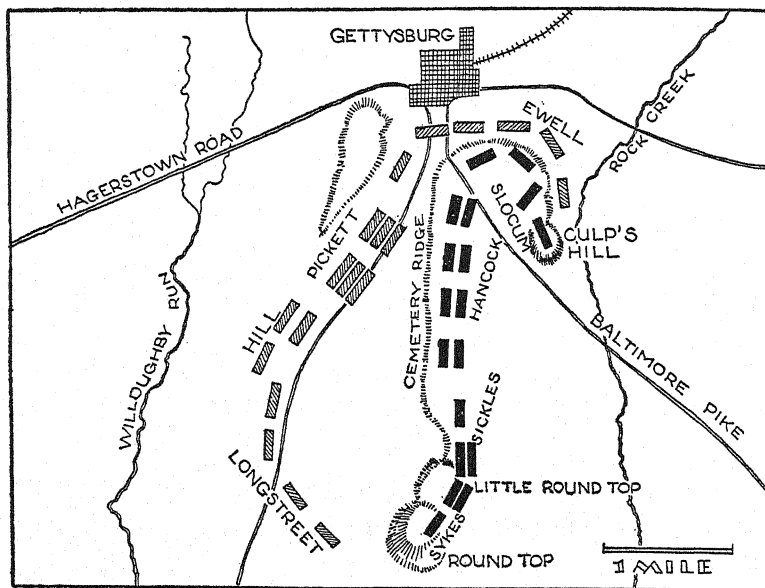 GETTYSBURG
HAGERSTOWN ROAD
EWELL
ROCK CREEK
SLOCUM
CULP'S
HILL
PICKETT
CEMETERY RIDGE
HANCOCK
HILL
WILLOUGHBY RUN
BALTIMORE PIKE
SICKLES
LONGSTREET
LITTLE ROUND TOP
SYKES
ROUND TOP
1 MILE